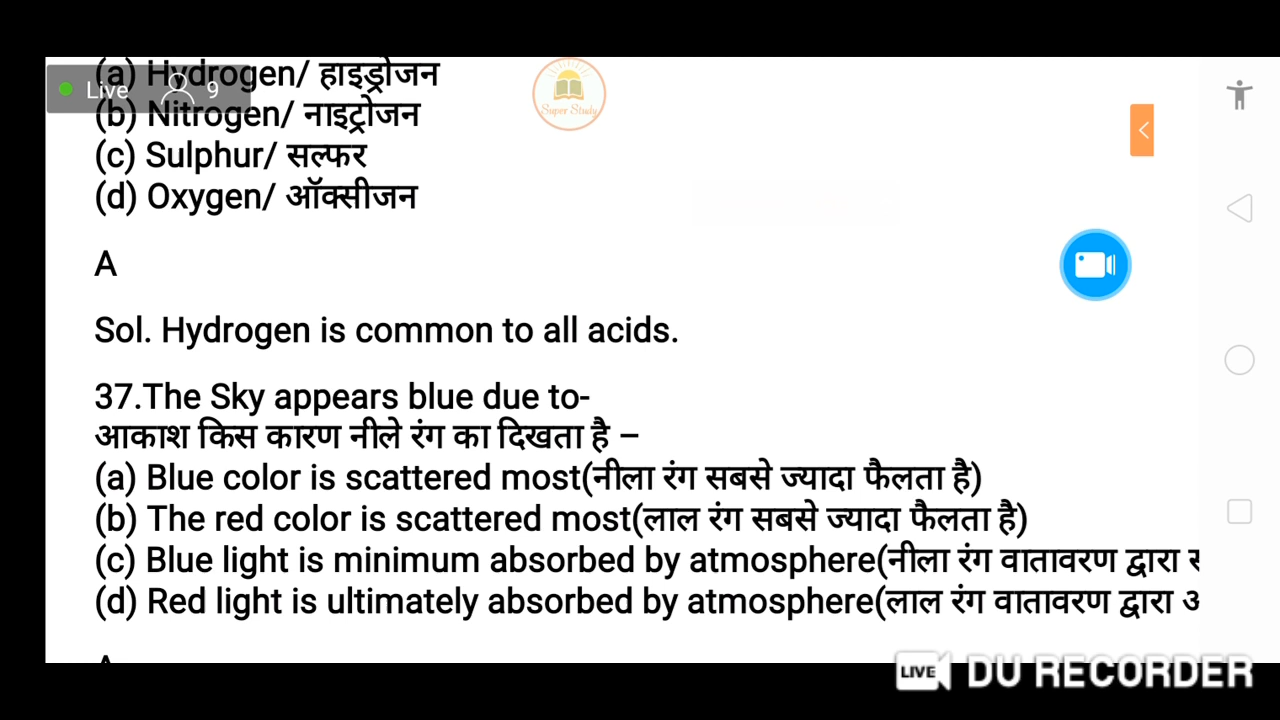 (a) Hydrogen/ हाइड्रोजन
Live 9
(b) Nitrogen/ नाइट्रोजन
(c) Sulphur/ सल्फर
(d) Oxygen/ ऑक्सीजन
Super Study
A
Sol. Hydrogen is common to all acids.
37.The Sky appears blue due to-
आकाश किस कारण नीले रंग का दिखता है –
(a) Blue color is scattered most(नीला रंग सबसे ज्यादा फैलता है)
(b) The red color is scattered most(लाल रंग सबसे ज्यादा फैलता है)
(c) Blue light is minimum absorbed by atmosphere(नीला रंग वातावरण द्वारा
(d) Red light is ultimately absorbed by atmosphere(लाल रंग वातावरण द्वारा
LIVE DU RECORDER